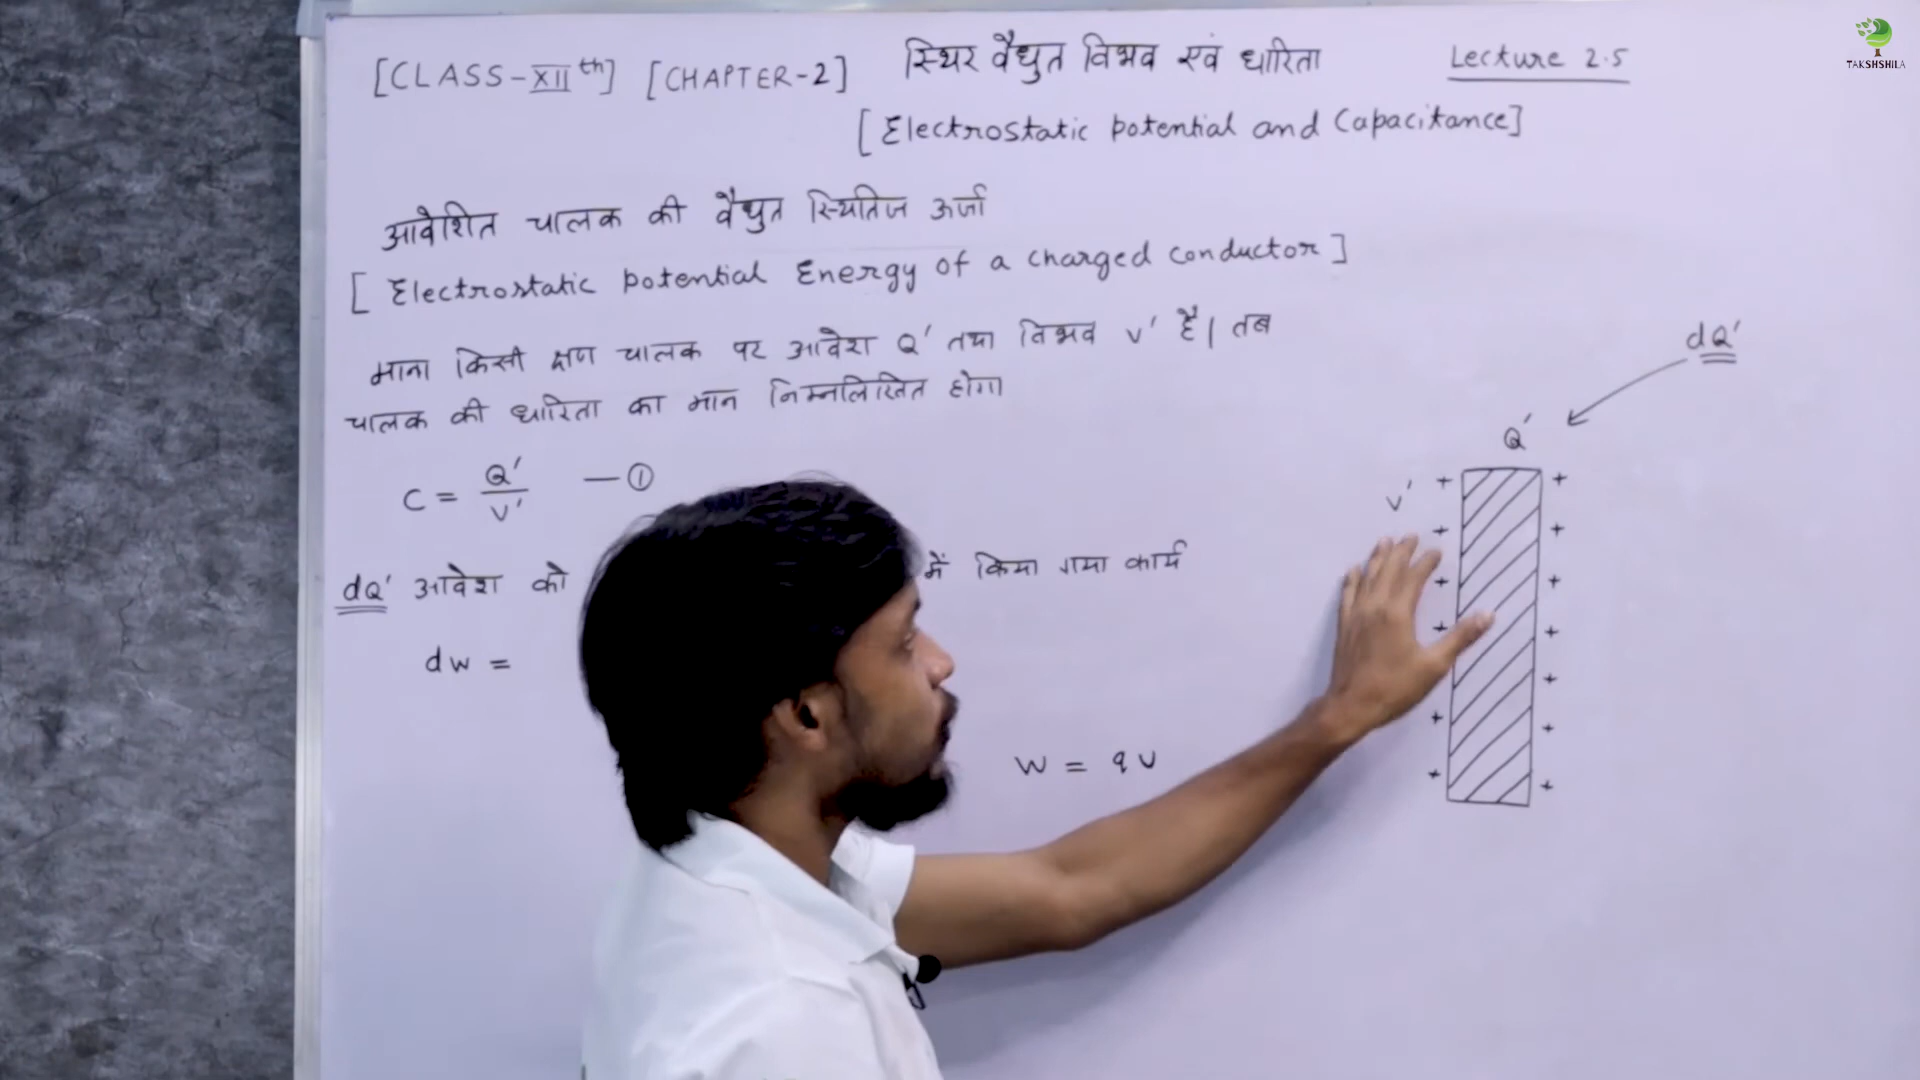 [CLASS-XIIth] [CHAPTER-2] स्थिर वैधुत विभव एवं धारिता Lecture 2.5
[Electrostatic potential and Capacitance]
TAKSHSHILA
आवेशित चालक की वैधुत स्थितिज ऊर्जा
[Electrostatic potential Energy of a charged conductor]
माना किसी क्षण चालक पर आवेश Q' तथा विभव V' है। तब
चालक की धारिता का मान निम्नलिखित होगा
C = Q'/V' —①
dQ' आवेश को में किया गया कार्य
dw =
W = qv
dQ'
Q'
V'
+ +
+ +
+ +
+ +
+
+ +
+ +